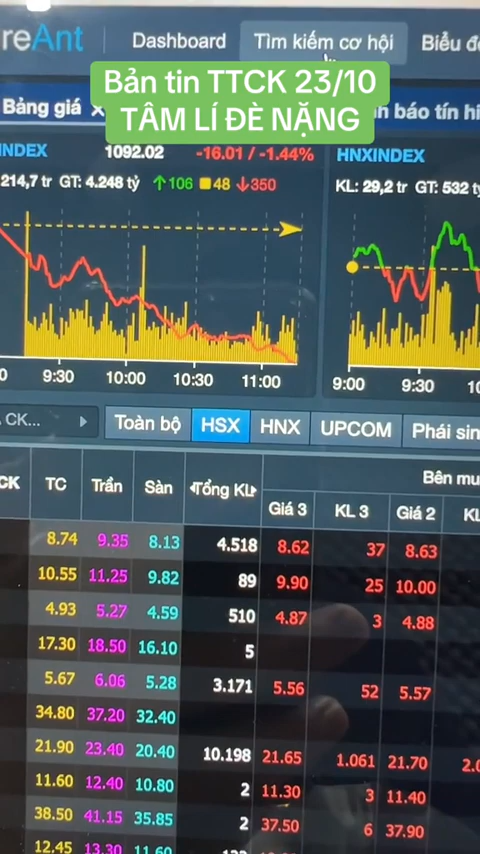 reAnt Dashboard Tìm kiếm cơ hội Biểu
Bản tin TTCK 23/10
TÂM LÍ ĐÈ NẶNG
Bảng giá X báo tín
INDEX 1092.02 -16.01 / -1.44% HNXINDEX
214,7 tr GT: 4.248 tỷ ↑106 48 ↓350 KL: 29,2 tr GT: 532
9:30 10:00 10:30 11:00 9:00 9:30
CK... Toàn bộ HSX HNX UPCOM Phái
CK TC Trần Sàn Tổng KL Bên
Giá 3 KL 3 Giá 2
8.74 9.35 8.13 4.518 8.62 37 8.63
10.55 11.25 9.82 89 9.90 25 10.00
4.93 5.27 4.59 510 4.87 3 4.88
17.30 18.50 16.10 5
5.67 6.06 5.28 3.171 5.56 52 5.57
34.80 37.20 32.40
21.90 23.40 20.40 10.198 21.65 1.061 21.70
11.60 12.40 10.80 2 11.30 3 11.40
38.50 41.15 35.85 2 37.50 6 37.90
12.45 13.30 11.60